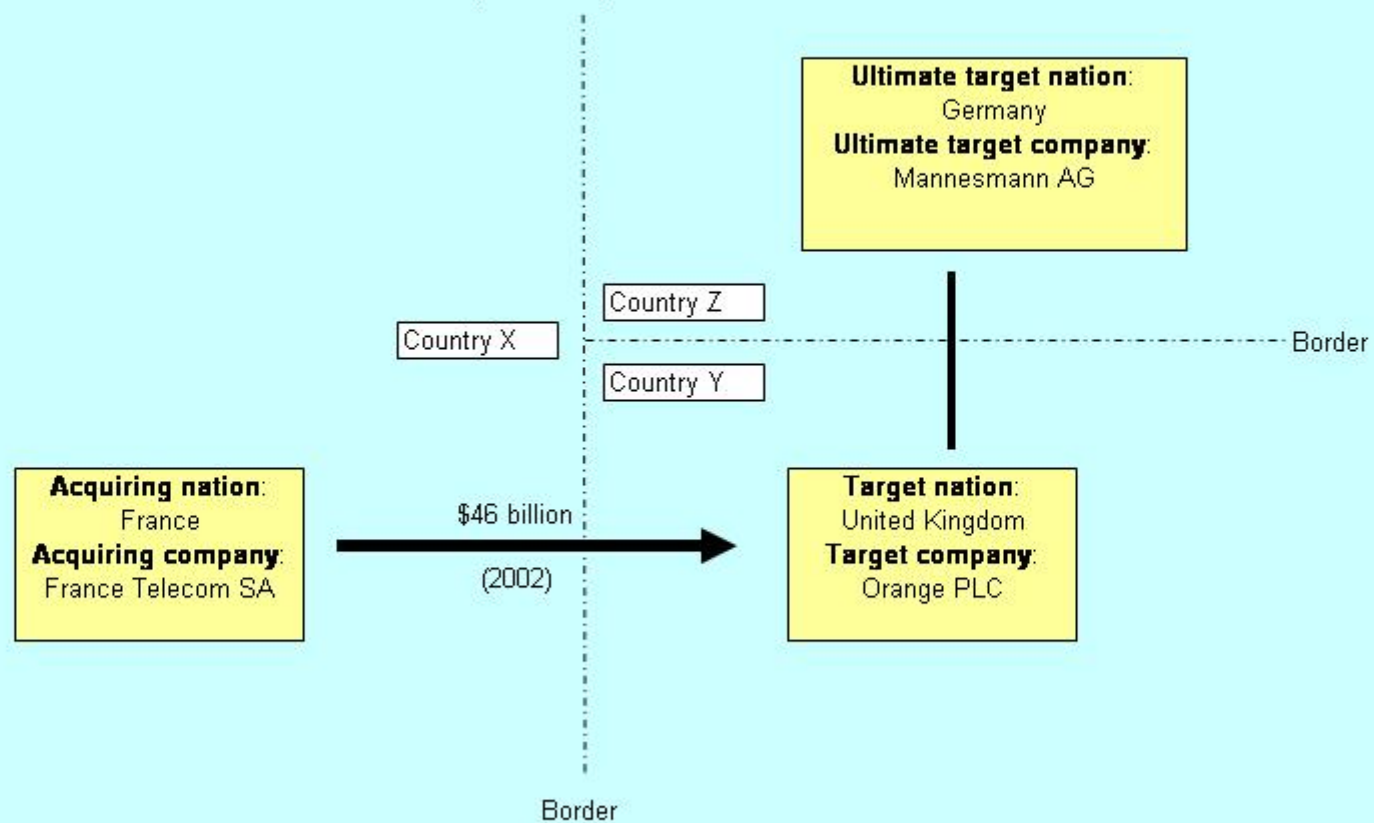 Ultimate target nation:
Germany
Ultimate target company:
Mannesmann AG
Country Z
Country X
Border
Country Y
Acquiring nation:
France
Acquiring company:
France Telecom SA
$46 billion
(2002)
Target nation:
United Kingdom
Target company:
Orange PLC
Border